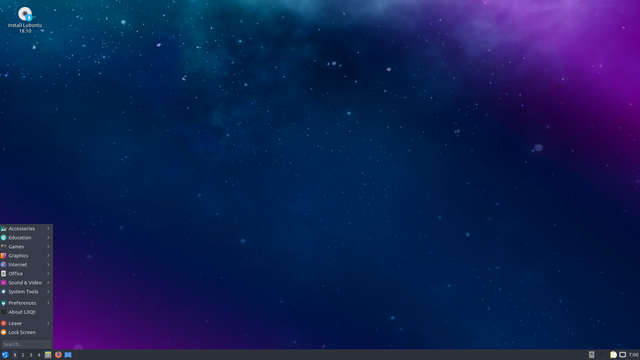 Install Lubuntu
18.10
Accessories
Education
Games
Graphics
Internet
Office
Sound & Video
System Tools
Preferences
About LXQt
Leave
Lock Screen
Search...
1 2 3 4
7:00